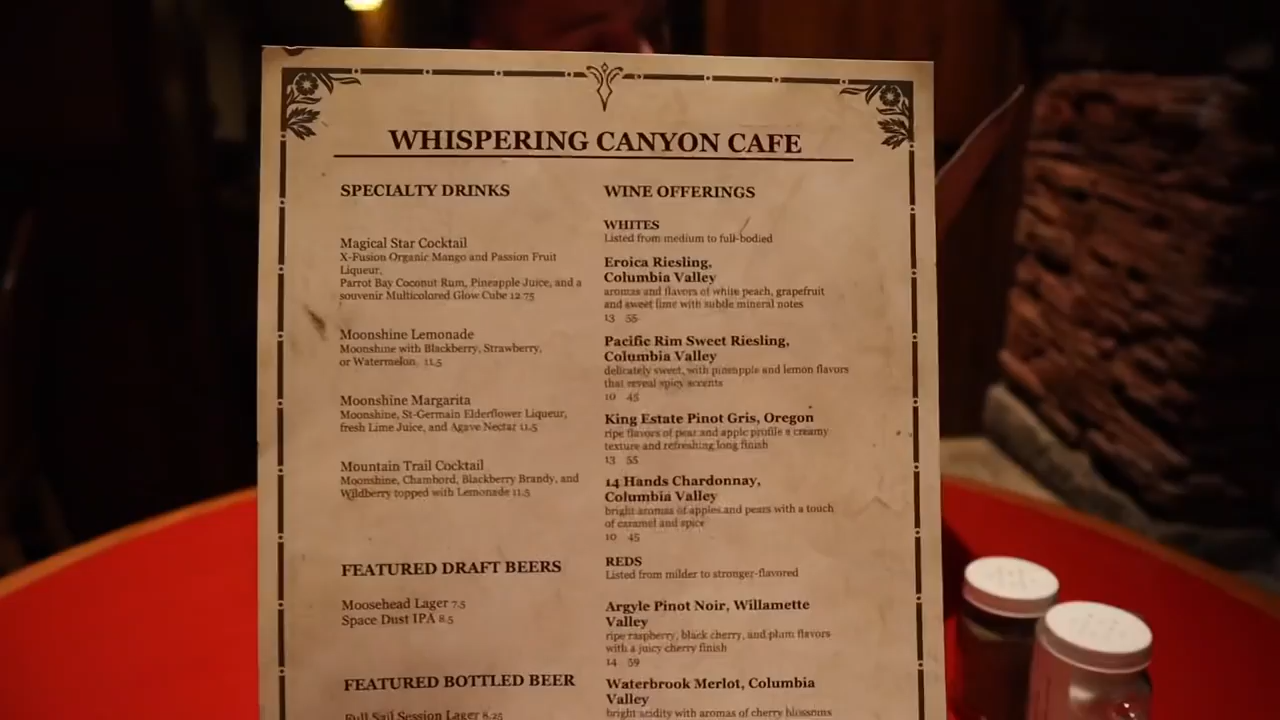 WHISPERING CANYON CAFE
SPECIALTY DRINKS
Magical Star Cocktail
X-Fusion Organic Mango and Passion Fruit
Liqueur,
Parrot Bay Coconut Rum, Pineapple Juice, and a
souvenir Multicolored Glow Cube 12.75
Moonshine Lemonade
Moonshine with Blackberry, Strawberry,
or Watermelon. 11.5
Moonshine Margarita
Moonshine, St-Germain Elderflower Liqueur,
fresh Lime Juice, and Agave Nectar 11.5
Mountain Trail Cocktail
Moonshine, Chambord, Blackberry Brandy, and
Wildberry topped with Lemonade 11.5
FEATURED DRAFT BEERS
Moosehead Lager 7.5
Space Dust IPA 8.5
FEATURED BOTTLED BEER
Full Sail Session Lager 8.25
WINE OFFERINGS
WHITES
Listed from medium to full-bodied
Eroica Riesling,
Columbia Valley
aromas and flavors of white peach, grapefruit
and sweet lime with subtle mineral notes
13 55
Pacific Rim Sweet Riesling,
Columbia Valley
delicately sweet, with pineapple and lemon flavors
that reveal spicy accents
10 45
King Estate Pinot Gris, Oregon
ripe flavors of pear and apple profile a creamy
texture and refreshing long finish
13 55
14 Hands Chardonnay,
Columbia Valley
bright aromas of apples and pears with a touch
of caramel and spice
10 45
REDS
Listed from milder to stronger-flavored
Argyle Pinot Noir, Willamette
Valley
ripe raspberry, black cherry, and plum flavors
with a juicy cherry finish
14 59
Waterbrook Merlot, Columbia
Valley
bright acidity with aromas of cherry blossoms